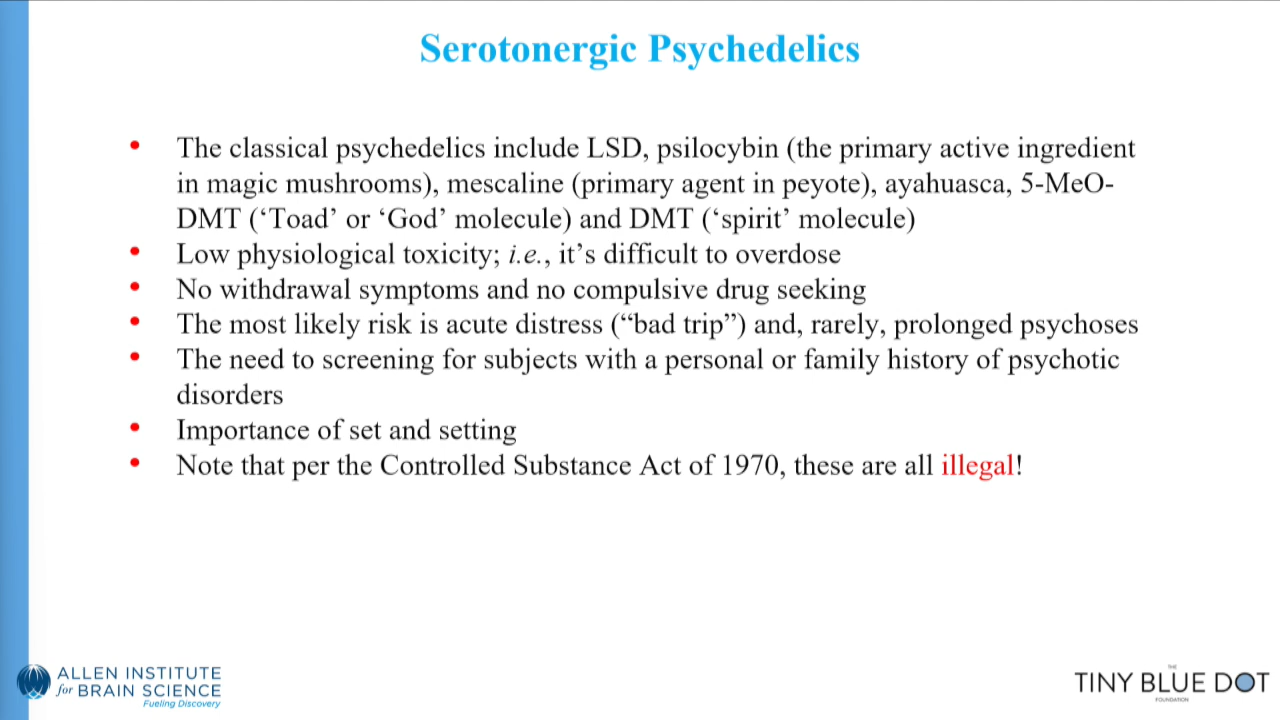 Serotonergic Psychedelics
• The classical psychedelics include LSD, psilocybin (the primary active ingredient
in magic mushrooms), mescaline (primary agent in peyote), ayahuasca, 5-MeO-
DMT (‘Toad’ or ‘God’ molecule) and DMT (‘spirit’ molecule)
• Low physiological toxicity; i.e., it’s difficult to overdose
• No withdrawal symptoms and no compulsive drug seeking
• The most likely risk is acute distress (“bad trip”) and, rarely, prolonged psychoses
• The need to screening for subjects with a personal or family history of psychotic
disorders
• Importance of set and setting
• Note that per the Controlled Substance Act of 1970, these are all illegal!
ALLEN INSTITUTE
for BRAIN SCIENCE
Fueling Discovery
THE
TINY BLUE DOT
FOUNDATION